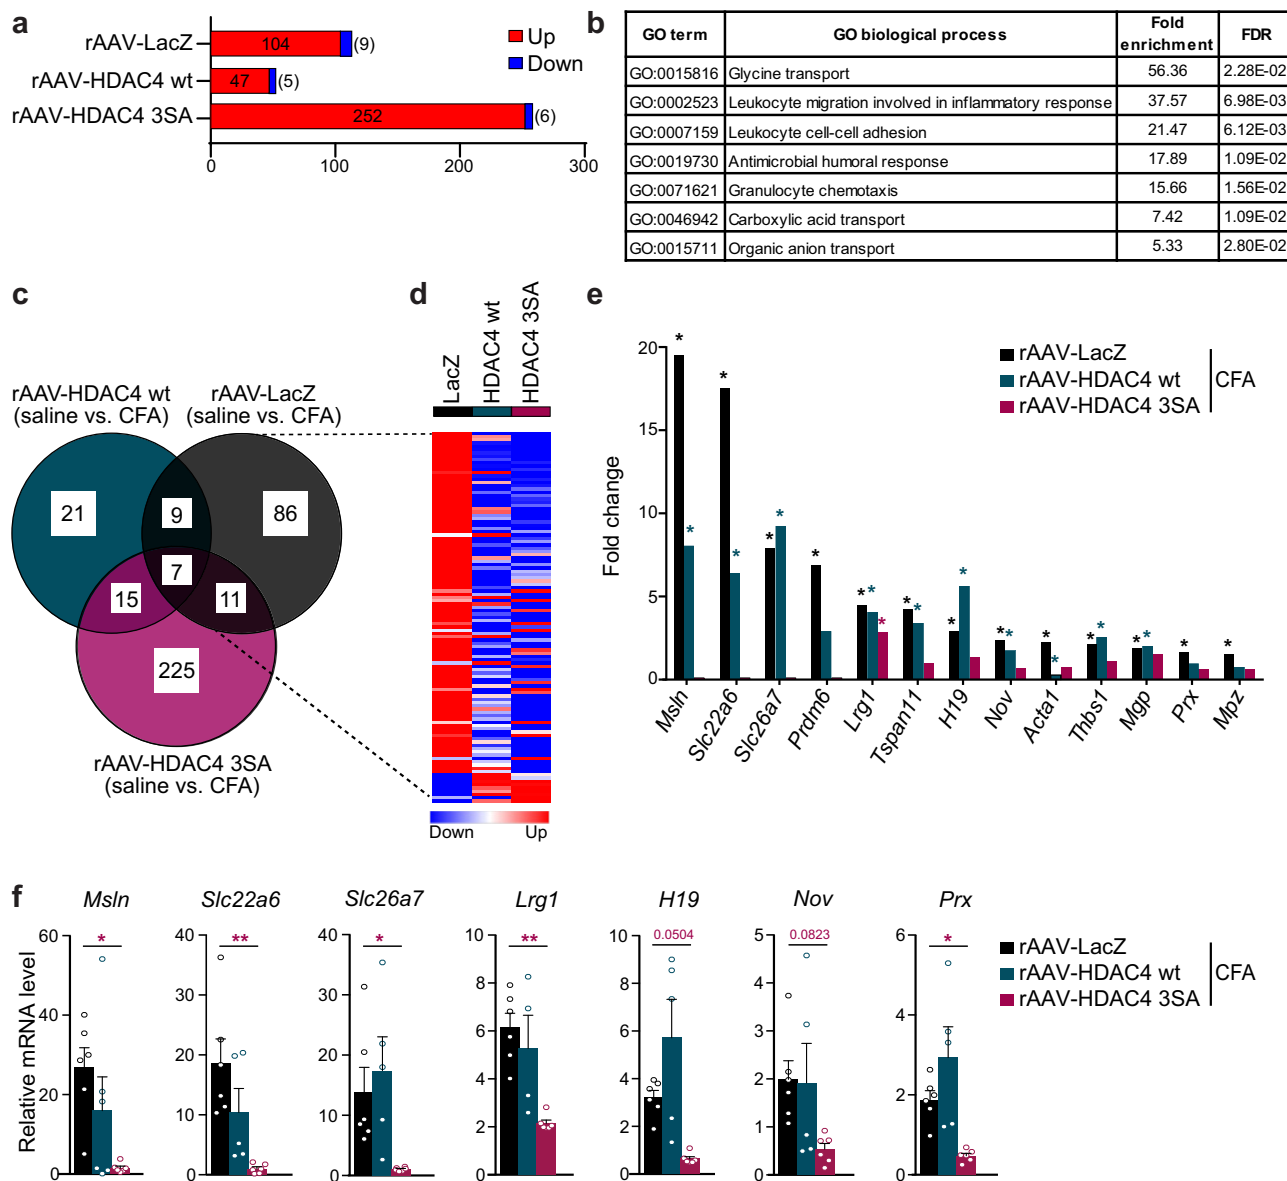 a
rAAV-LacZ
104
(9)
rAAV-HDAC4 wt
47
(5)
rAAV-HDAC4 3SA
252
(6)
Up
Down
0 100 200 300
b
GO term GO biological process Fold enrichment FDR
GO:0015816 Glycine transport 56.36 2.28E-02
GO:0002523 Leukocyte migration involved in inflammatory response 37.57 6.98E-03
GO:0007159 Leukocyte cell-cell adhesion 21.47 6.12E-03
GO:0019730 Antimicrobial humoral response 17.89 1.09E-02
GO:0071621 Granulocyte chemotaxis 15.66 1.56E-02
GO:0046942 Carboxylic acid transport 7.42 1.09E-02
GO:0015711 Organic anion transport 5.33 2.80E-02
c
rAAV-HDAC4 wt
(saline vs. CFA)
rAAV-LacZ
(saline vs. CFA)
21
9
86
7
15
11
225
rAAV-HDAC4 3SA
(saline vs. CFA)
d
LacZ
HDAC4 wt
HDAC4 3SA
Down Up
e
Fold change
20
15
10
5
0
rAAV-LacZ
rAAV-HDAC4 wt
rAAV-HDAC4 3SA
CFA
* * * * * * * * * * * * *
* * * * * * * * * *
*
Msln Slc22a6 Slc26a7 Prdm6 Lrg1 Tspan11 H19 Nov Acta1 Thbs1 Mgp Prx Mpz
f
Relative mRNA level
Msln
*
60
40
20
0
Slc22a6
**
40
30
20
10
0
Slc26a7
*
40
30
20
10
0
Lrg1
**
10
8
6
4
2
0
H19
0.0504
10
8
6
4
2
0
Nov
0.0823
5
4
3
2
1
0
Prx
*
6
4
2
0
rAAV-LacZ
rAAV-HDAC4 wt
rAAV-HDAC4 3SA
CFA